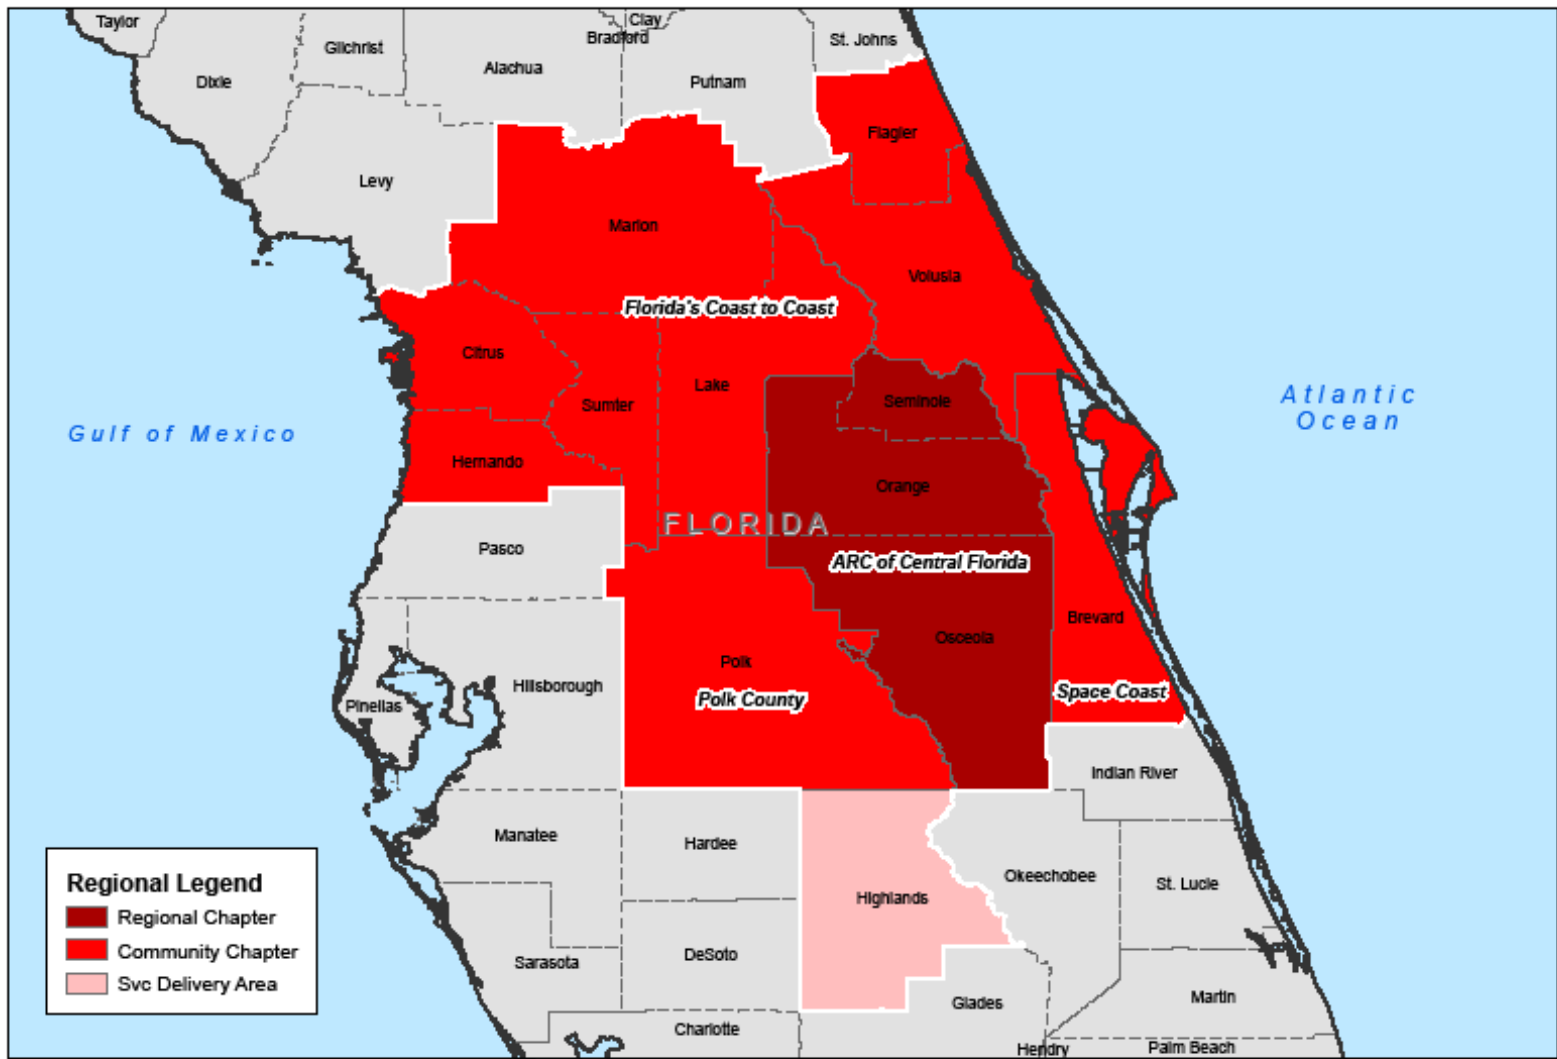 Taylor
Clay
Bradford
St. Johns
Gilchrist
Alachua
Dixie
Putnam
Flagler
Levy
Marion
Volusia
Florida's Coast to Coast
Citrus
Lake
Sumter
Seminole
Atlantic
Ocean
Gulf of Mexico
Hernando
Orange
FLORIDA
Pasco
ARC of Central Florida
Brevard
Osceola
Polk
Hillsborough
Space Coast
Polk County
Pinellas
Indian River
Manatee
Hardee
Okeechobee
St. Lucie
Highlands
Regional Legend
Regional Chapter
Community Chapter
Svc Delivery Area
DeSoto
Sarasota
Martin
Glades
Charlotte
Hendry
Palm Beach